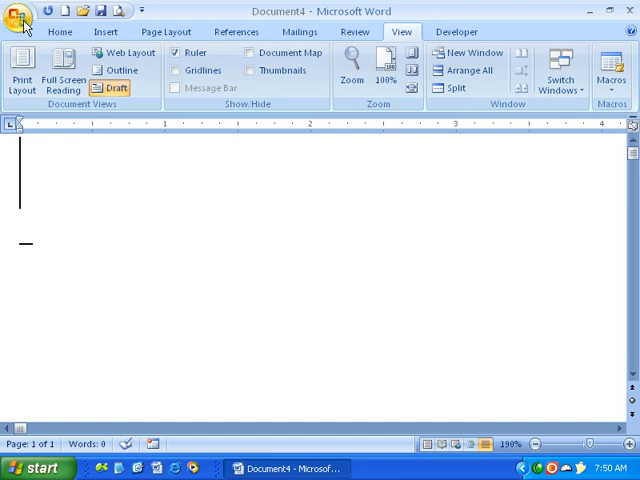 Document4 - Microsoft Word
Home Insert Page Layout References Mailings Review View Developer
Print Layout
Full Screen Reading
Web Layout
Outline
Draft
Document Views
Ruler
Gridlines
Message Bar
Document Map
Thumbnails
Show/Hide
Zoom
100%
Zoom
New Window
Arrange All
Split
Switch Windows
Window
Macros
Macros
1 2 3 4
Page: 1 of 1 Words: 0 190%
start Document4 - Microsof... 7:50 AM